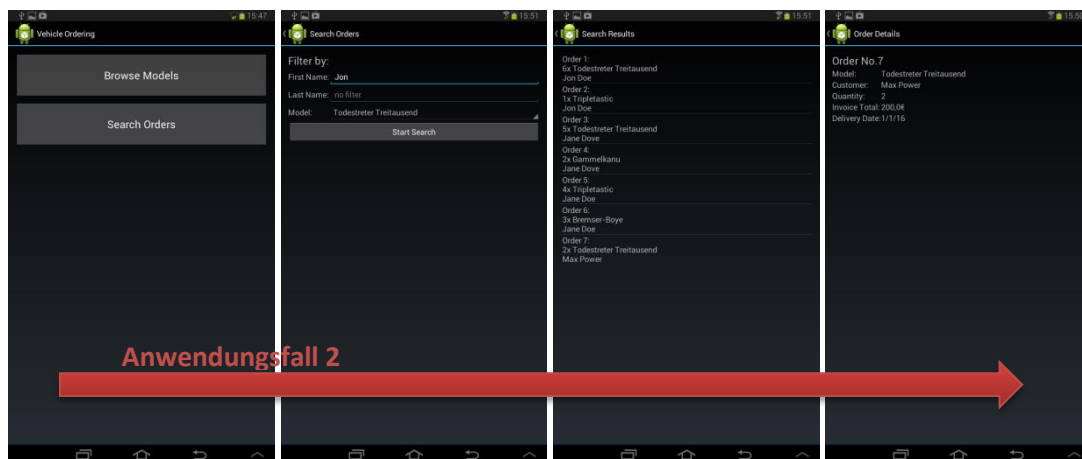 15:47
Vehicle Ordering
Browse Models
Search Orders
15:51
Search Orders
Filter by:
First Name: Jon
Last Name: no filter
Model: Todestreter Treitausend
Start Search
15:51
Search Results
Order 1:
6x Todestreter Treitausend
Jon Doe
Order 2:
1x Tripletastic
Jon Doe
Order 3:
5x Todestreter Treitausend
Jane Dove
Order 4:
2x Gammelkanu
Jane Dove
Order 5:
4x Tripletastic
Jane Doe
Order 6:
3x Bremser-Boye
Jane Doe
Order 7:
2x Todestreter Treitausend
Max Power
15:50
Order Details
Order No.7
Model: Todestreter Treitausend
Customer: Max Power
Quantity: 2
Invoice Total: 200,0€
Delivery Date: 1/1/16
Anwendungsfall 2